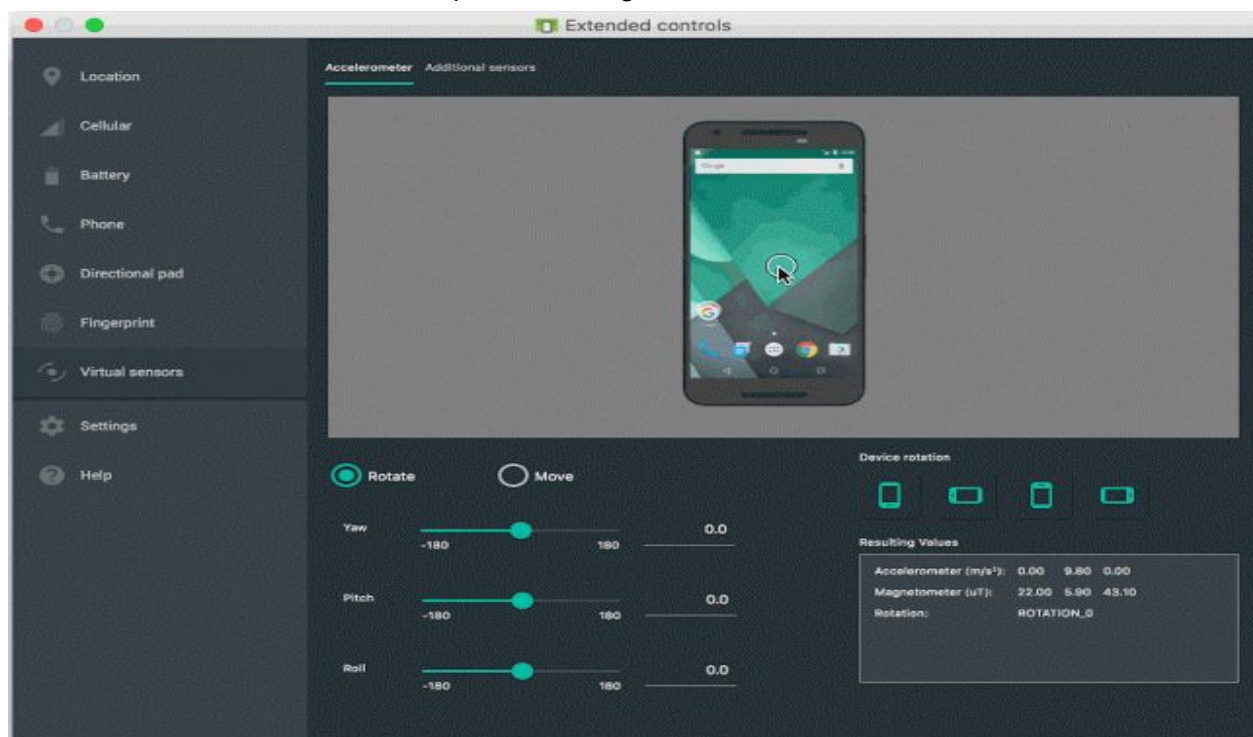 Extended controls
Location
Cellular
Battery
Phone
Directional pad
Fingerprint
Virtual sensors
Settings
Help
Accelerometer Additional sensors
Google
Rotate Move
Yaw -180 180 0.0
Pitch -180 180 0.0
Roll -180 180 0.0
Device rotation
Resulting Values
Accelerometer (m/s²): 0.00 9.80 0.00
Magnetometer (uT): 22.00 5.90 43.10
Rotation: ROTATION_0